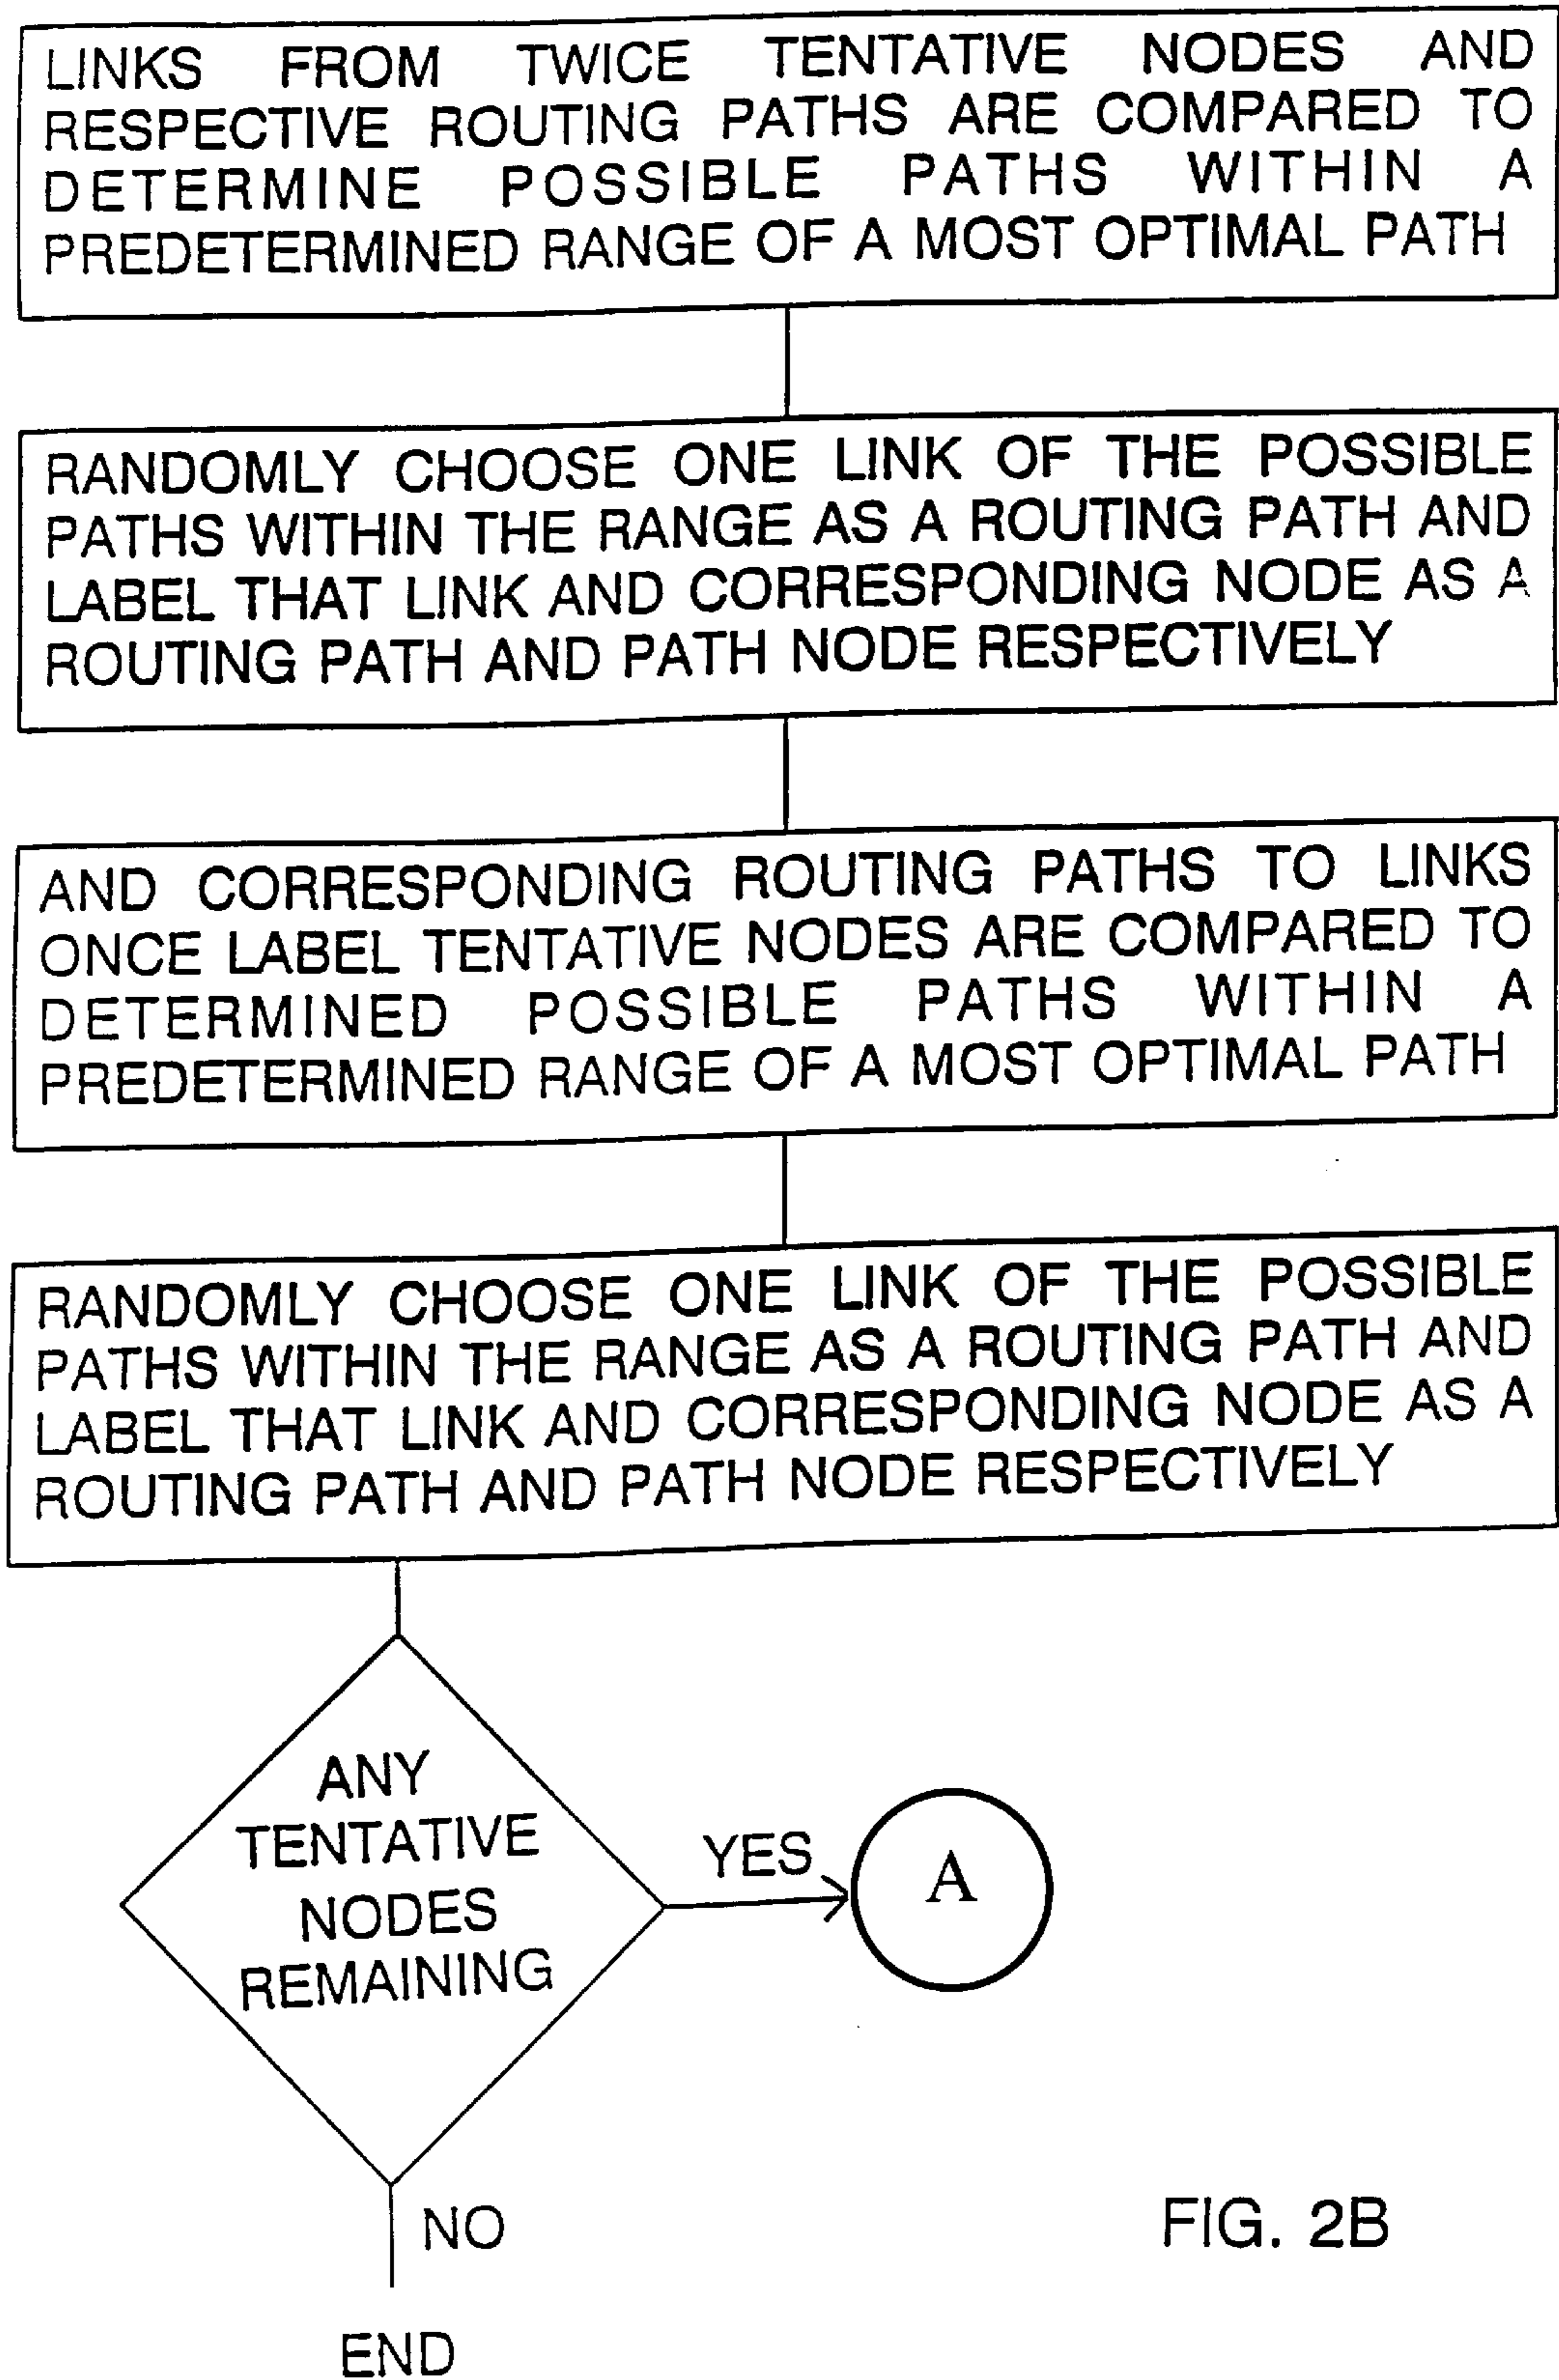 LINKS FROM TWICE TENTATIVE NODES AND
RESPECTIVE ROUTING PATHS ARE COMPARED TO
DETERMINE POSSIBLE PATHS WITHIN A
PREDETERMINED RANGE OF A MOST OPTIMAL PATH
RANDOMLY CHOOSE ONE LINK OF THE POSSIBLE
PATHS WITHIN THE RANGE AS A ROUTING PATH AND
LABEL THAT LINK AND CORRESPONDING NODE AS A
ROUTING PATH AND PATH NODE RESPECTIVELY
AND CORRESPONDING ROUTING PATHS TO LINKS
ONCE LABEL TENTATIVE NODES ARE COMPARED TO
DETERMINED POSSIBLE PATHS WITHIN A
PREDETERMINED RANGE OF A MOST OPTIMAL PATH
RANDOMLY CHOOSE ONE LINK OF THE POSSIBLE
PATHS WITHIN THE RANGE AS A ROUTING PATH AND
LABEL THAT LINK AND CORRESPONDING NODE AS A
ROUTING PATH AND PATH NODE RESPECTIVELY
ANY
TENTATIVE
NODES
REMAINING
YES
A
NO
END
FIG. 2B